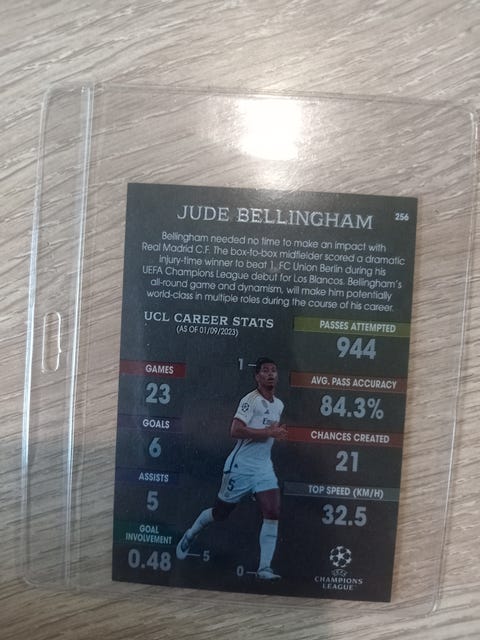 JUDE BELLINGHAM
256
Bellingham needed no time to make an impact with
Real Madrid C.F. The box-to-box midfielder scored a dramatic
injury-time winner to beat 1. FC Union Berlin during his
UEFA Champions League debut for Los Blancos. Bellingham's
all-round game and dynamism, will make him potentially
world-class in multiple roles during the course of his career.
UCL CAREER STATS
(AS OF 01/09/2023)
PASSES ATTEMPTED
944
GAMES
23
AVG. PASS ACCURACY
84.3%
GOALS
6
CHANCES CREATED
21
ASSISTS
5
TOP SPEED (KM/H)
32.5
GOAL
INVOLVEMENT
0.48
1
5
0
5
UEFA
CHAMPIONS
LEAGUE